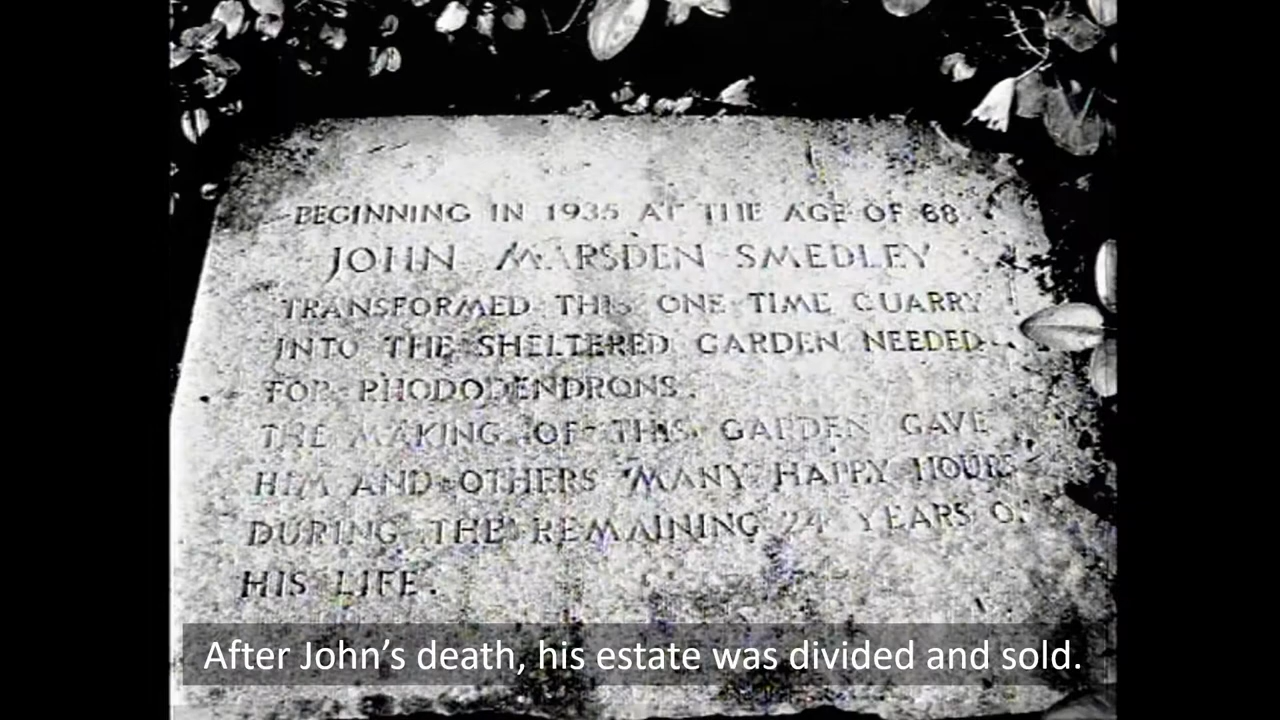 BEGINNING IN 1935 AT THE AGE OF 68
JOHN MARSDEN SMEDLEY
TRANSFORMED THIS ONE TIME QUARRY
INTO THE SHELTERED GARDEN NEEDED
FOR RHODODENDRONS.
THE MAKING OF THIS GARDEN GAVE
HIM AND OTHERS MANY HAPPY HOURS
DURING THE REMAINING 24 YEARS OF
HIS LIFE.
After John’s death, his estate was divided and sold.